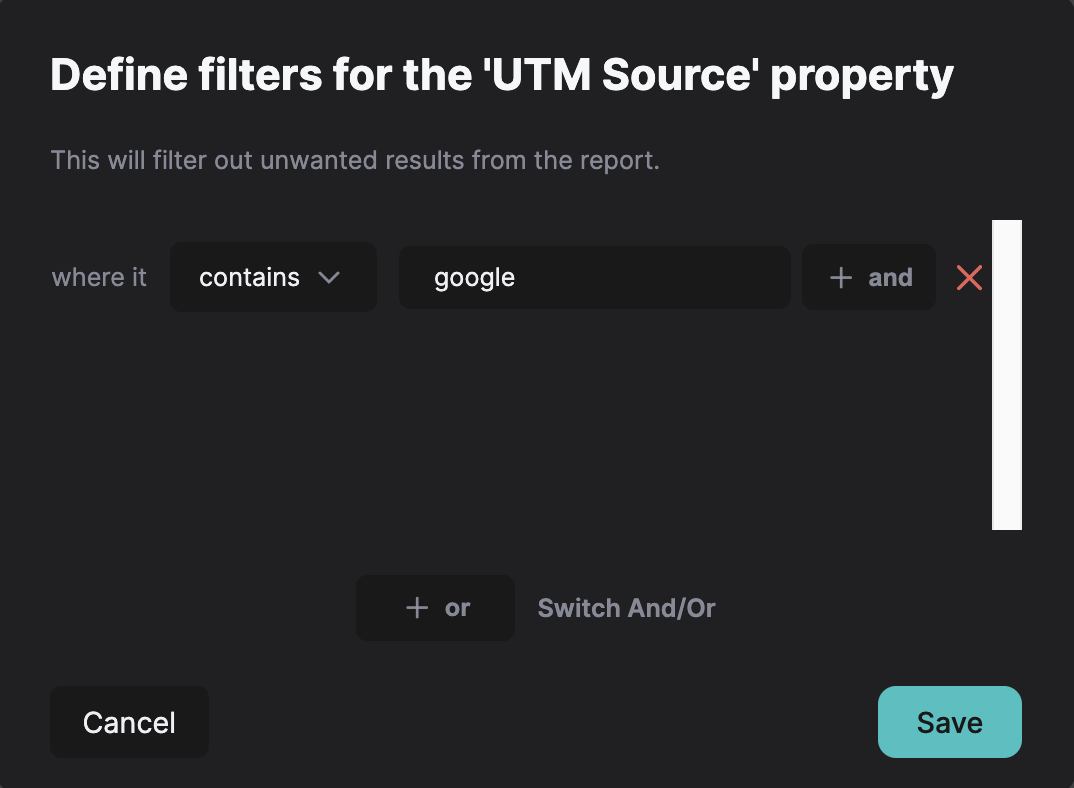 Define filters for the 'UTM Source' property
This will filter out unwanted results from the report.
where it contains google + and
+ or Switch And/Or
Cancel Save